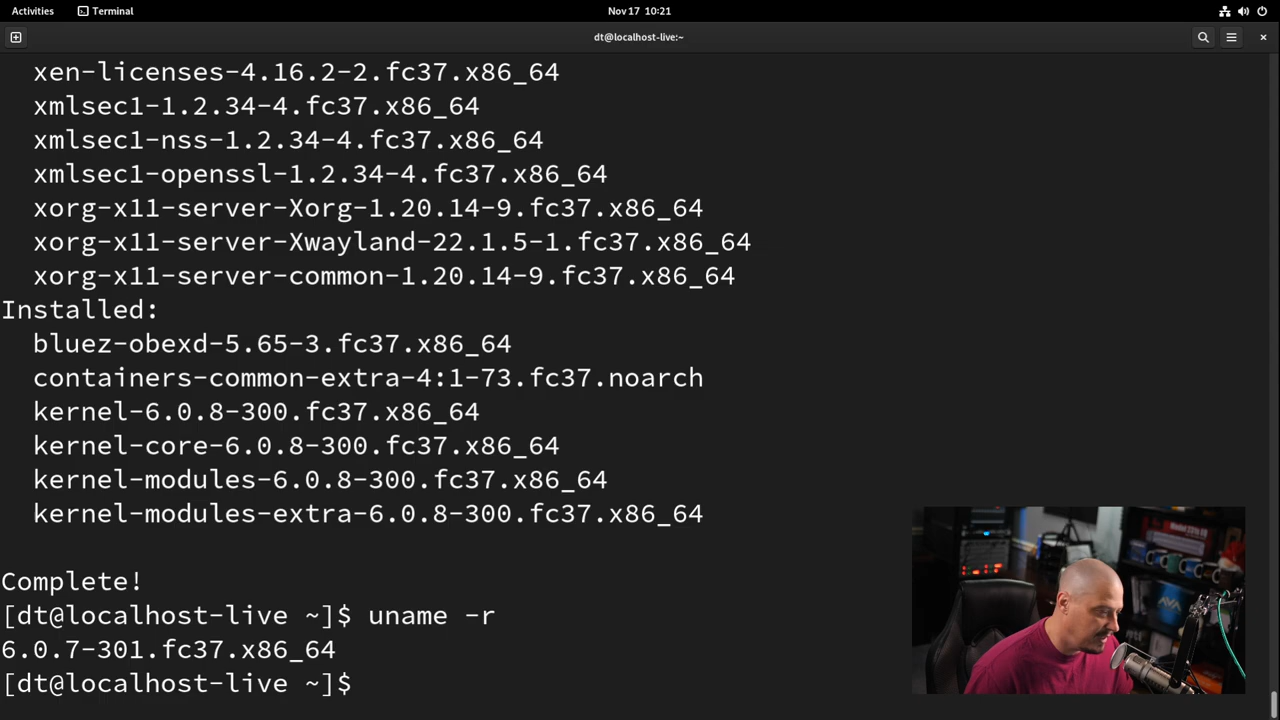 Activities
Terminal
Nov 17 10:21
dt@localhost-live:~
xen-licenses-4.16.2-2.fc37.x86_64
xmlsec1-1.2.34-4.fc37.x86_64
xmlsec1-nss-1.2.34-4.fc37.x86_64
xmlsec1-openssl-1.2.34-4.fc37.x86_64
xorg-x11-server-Xorg-1.20.14-9.fc37.x86_64
xorg-x11-server-Xwayland-22.1.5-1.fc37.x86_64
xorg-x11-server-common-1.20.14-9.fc37.x86_64
Installed:
bluez-obexd-5.65-3.fc37.x86_64
containers-common-extra-4:1-73.fc37.noarch
kernel-6.0.8-300.fc37.x86_64
kernel-core-6.0.8-300.fc37.x86_64
kernel-modules-6.0.8-300.fc37.x86_64
kernel-modules-extra-6.0.8-300.fc37.x86_64
Complete!
[dt@localhost-live ~]$ uname -r
6.0.7-301.fc37.x86_64
[dt@localhost-live ~]$
AVA